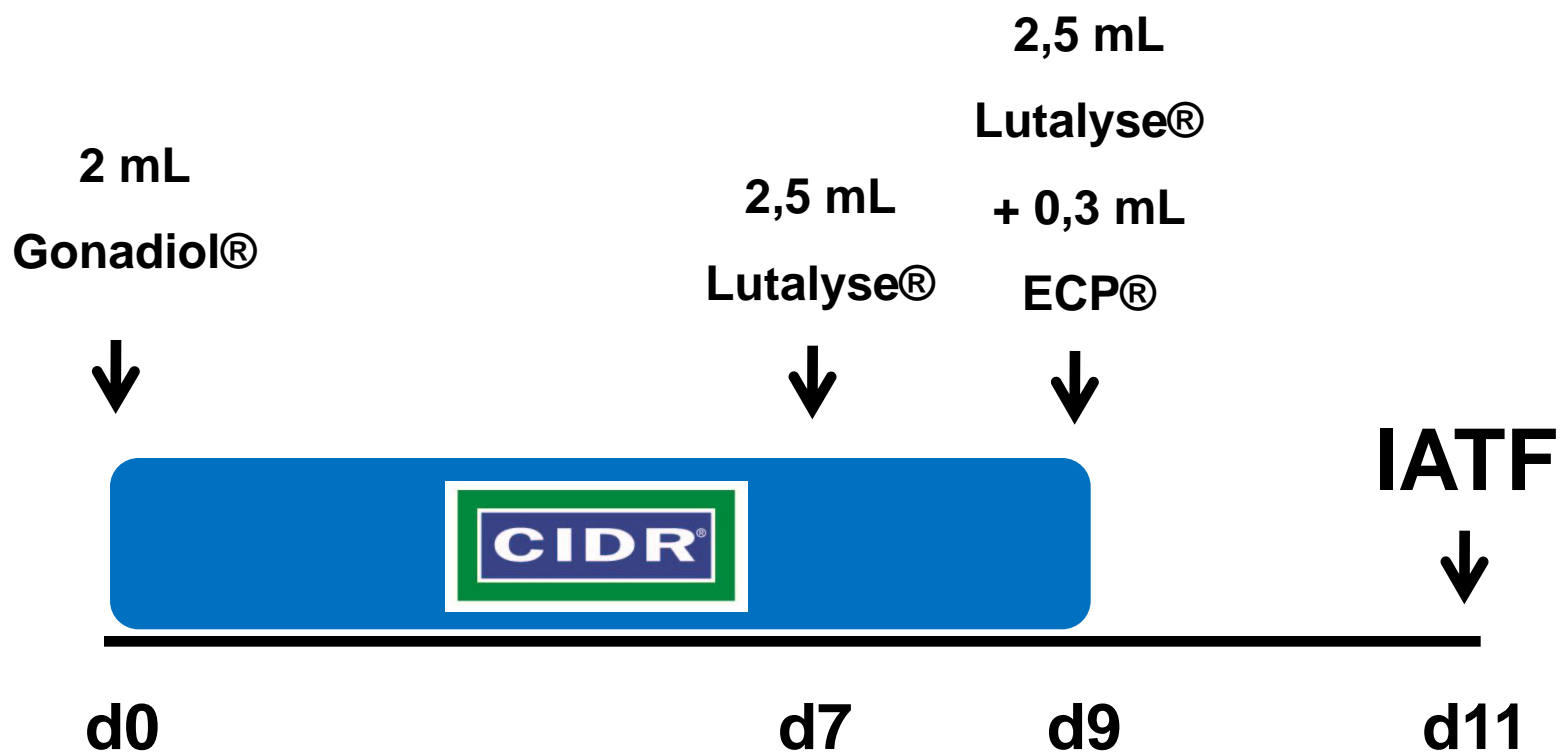 2 mL
Gonadiol®
2,5 mL
Lutalyse®
2,5 mL
Lutalyse®
+ 0,3 mL
ECP®
IATF
CIDR®
d0
d7
d9
d11